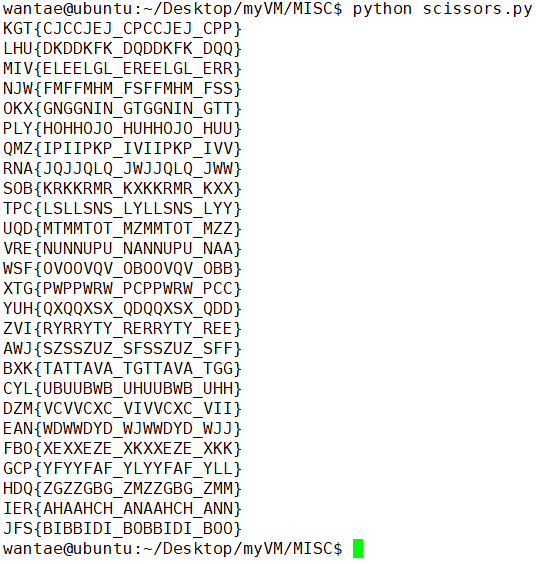 wantae@ubuntu:~/Desktop/myVM/MISC$ python scissors.py
KGT{CJCCJEJ_CPCCJEJ_CPP}
LHU{DKDDKFK_DQDDKFK_DQQ}
MIV{ELEELGL_EREELGL_ERR}
NJW{FMFFMHM_FSFFMHM_FSS}
OKX{GNGGNIN_GTGGNIN_GTT}
PLY{HOHHOJO_HUHHOJO_HUU}
QMZ{IPIIPKP_IVIIPKP_IVV}
RNA{JQJJQLQ_JWJJQLQ_JWW}
SOB{KRKKRMR_KXKKRMR_KXX}
TPC{LSLLSNS_LYLLSNS_LYY}
UQD{MTMMTOT_MZMMTOT_MZZ}
VRE{NUNNUPU_NANNUPU_NAA}
WSF{OVOOVQV_OBOOVQV_OBB}
XTG{PWPPWRW_PCPPWRW_PCC}
YUH{QXQQXSX_QDQQXSX_QDD}
ZVI{RYRRYTY_RERRYTY_REE}
AWJ{SZSSZUZ_SFSSZUZ_SFF}
BXK{TATTAVA_TGTTAVA_TGG}
CYL{UBUUBWB_UHUUBWB_UHH}
DZM{VCVVCXC_VIVVCXC_VII}
EAN{WDWWDYD_WJWWDYD_WJJ}
FBO{XEXXEZE_XKXXEZE_XKK}
GCP{YFYYFAF_YLYYFAF_YLL}
HDQ{ZGZZGBG_ZMZZGBG_ZMM}
IER{AHAAHCH_ANAAHCH_ANN}
JFS{BIBBIDI_BOBBIDI_BOO}
wantae@ubuntu:~/Desktop/myVM/MISC$